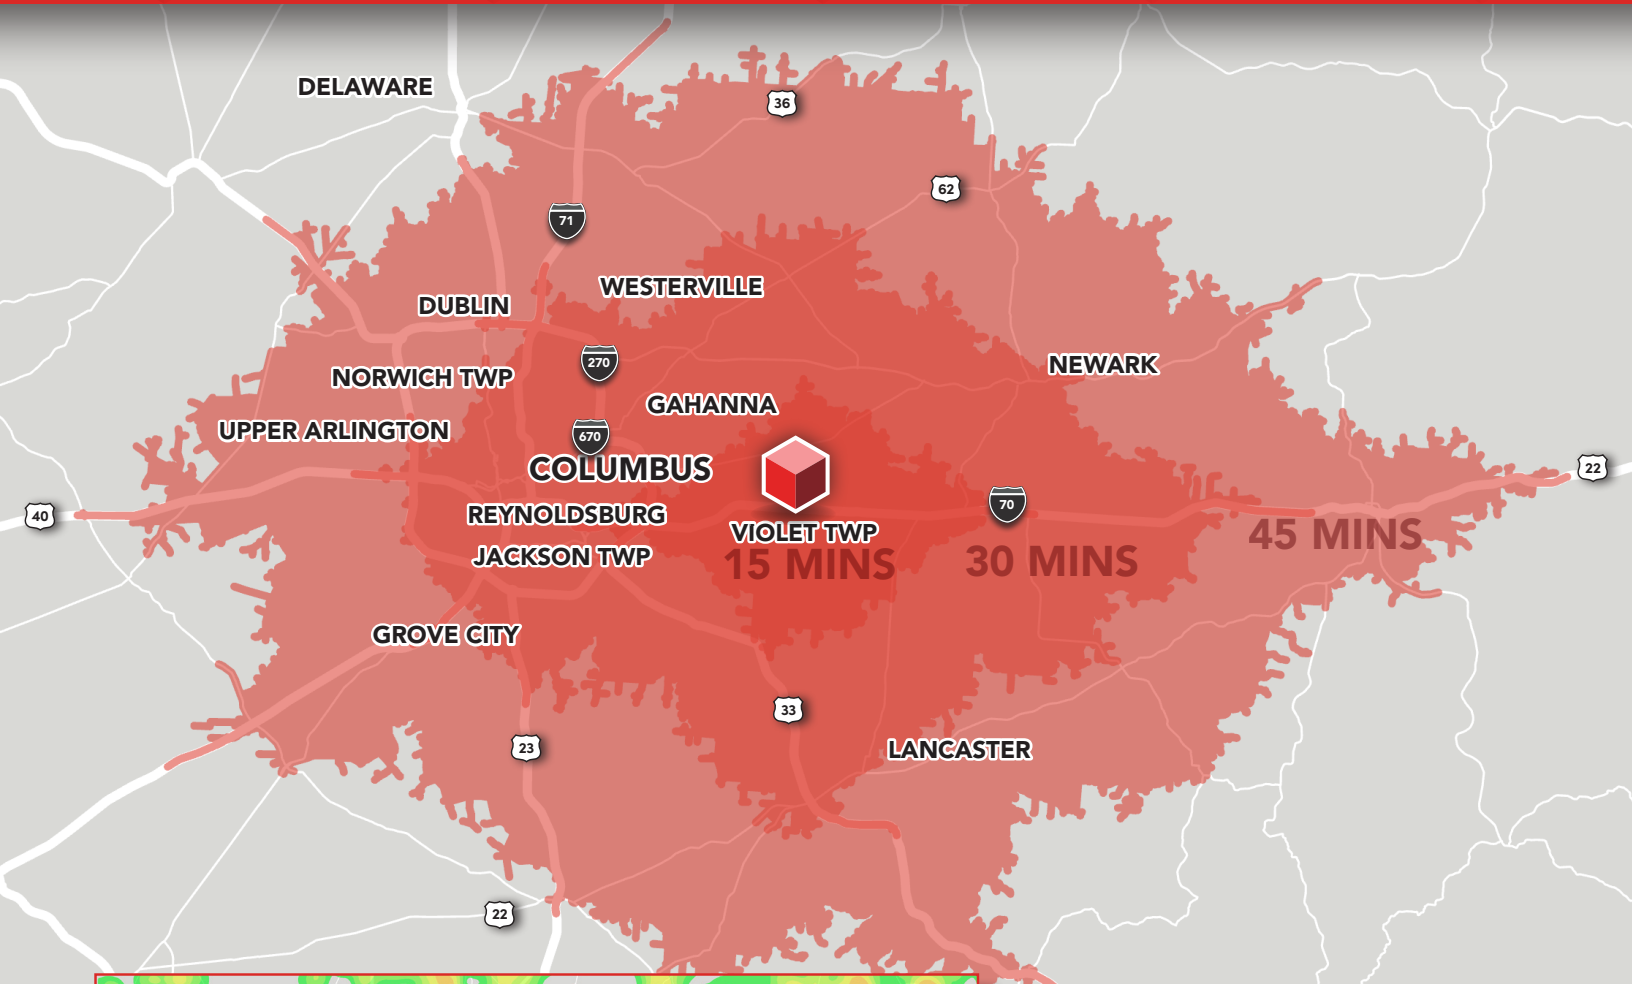 DELAWARE
36
62
71
WESTERVILLE
DUBLIN
270
NEWARK
NORWICH TWP
GAHANNA
UPPER ARLINGTON
670
COLUMBUS
22
70
40
REYNOLDSBURG
VIOLET TWP
45 MINS
JACKSON TWP
15 MINS
30 MINS
GROVE CITY
33
23
LANCASTER
22